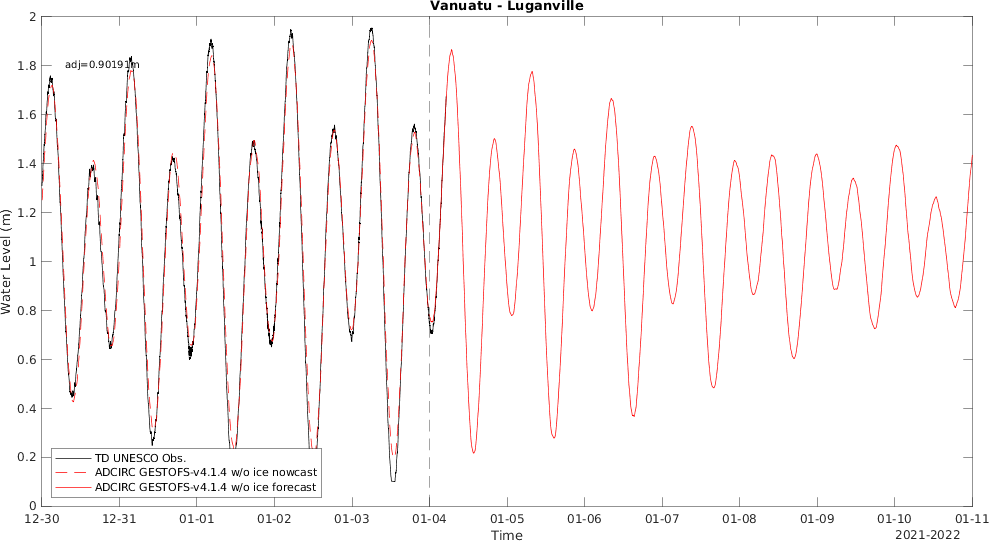 Vanuatu - Luganville
adj=0.90191m
Water Level (m)
2
1.8
1.6
1.4
1.2
1
0.8
0.6
0.4
0.2
0
TD UNESCO Obs.
ADCIRC GESTOFS-v4.1.4 w/o ice nowcast
ADCIRC GESTOFS-v4.1.4 w/o ice forecast
12-30 12-31 01-01 01-02 01-03 01-04 01-05 01-06 01-07 01-08 01-09 01-10 01-11
Time
2021-2022